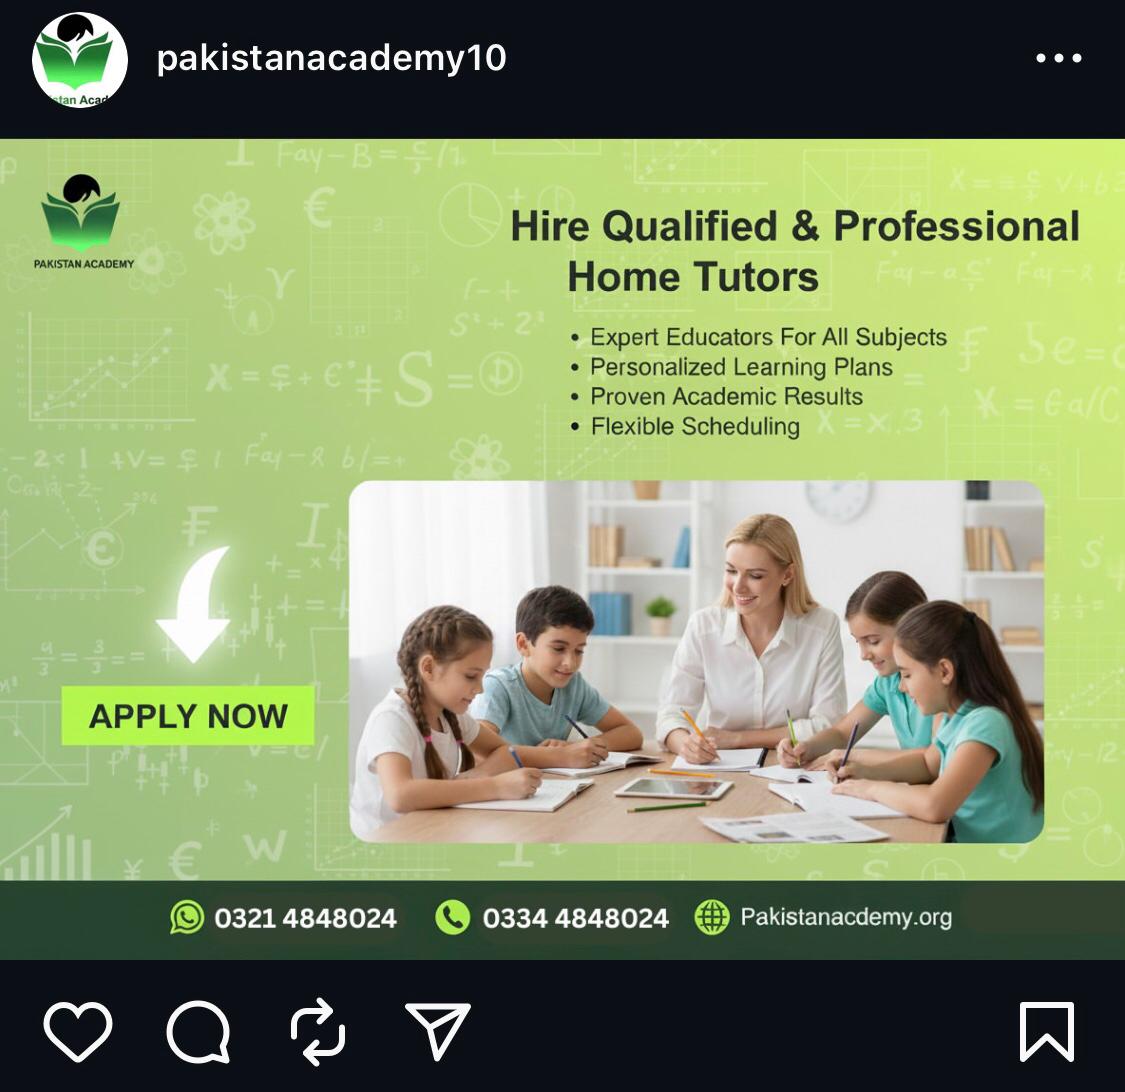 pakistanacademy10
PAKISTAN ACADEMY
Hire Qualified & Professional
Home Tutors
• Expert Educators For All Subjects
• Personalized Learning Plans
• Proven Academic Results
• Flexible Scheduling
APPLY NOW
0321 4848024
0334 4848024
Pakistanacdemy.org